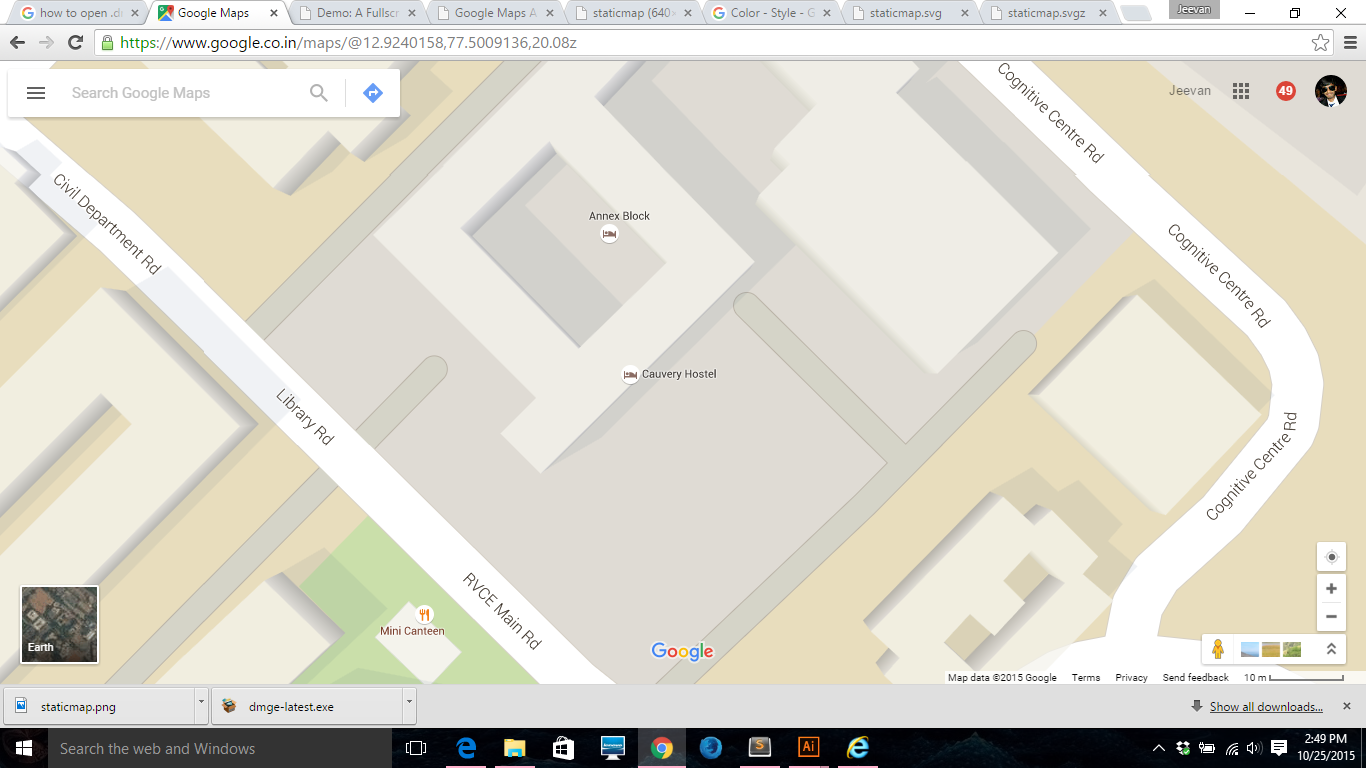 how to open .d
Google Maps
Demo: A Fullscr
Google Maps A
staticmap (640
Color - Style - G
staticmap.svg
staticmap.svgz
Jeevan
https://www.google.co.in/maps/@12.9240158,77.5009136,20.08z
Search Google Maps
Jeevan
49
Cognitive Centre Rd
Civil Department Rd
Annex Block
Cognitive Centre Rd
Cauvery Hostel
Library Rd
Cognitive Centre Rd
RVCE Main Rd
Mini Canteen
Earth
Google
Map data ©2015 Google Terms Privacy Send feedback 10 m
staticmap.png
dmge-latest.exe
Show all downloads...
Search the web and Windows
Ai
2:49 PM
10/25/2015